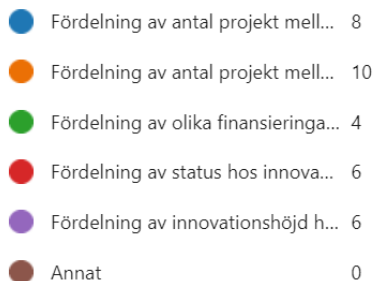 Fördelning av antal projekt mell... 8
Fördelning av antal projekt mell... 10
Fördelning av olika finansieringa... 4
Fördelning av status hos innova... 6
Fördelning av innovationshöjd h... 6
Annat 0